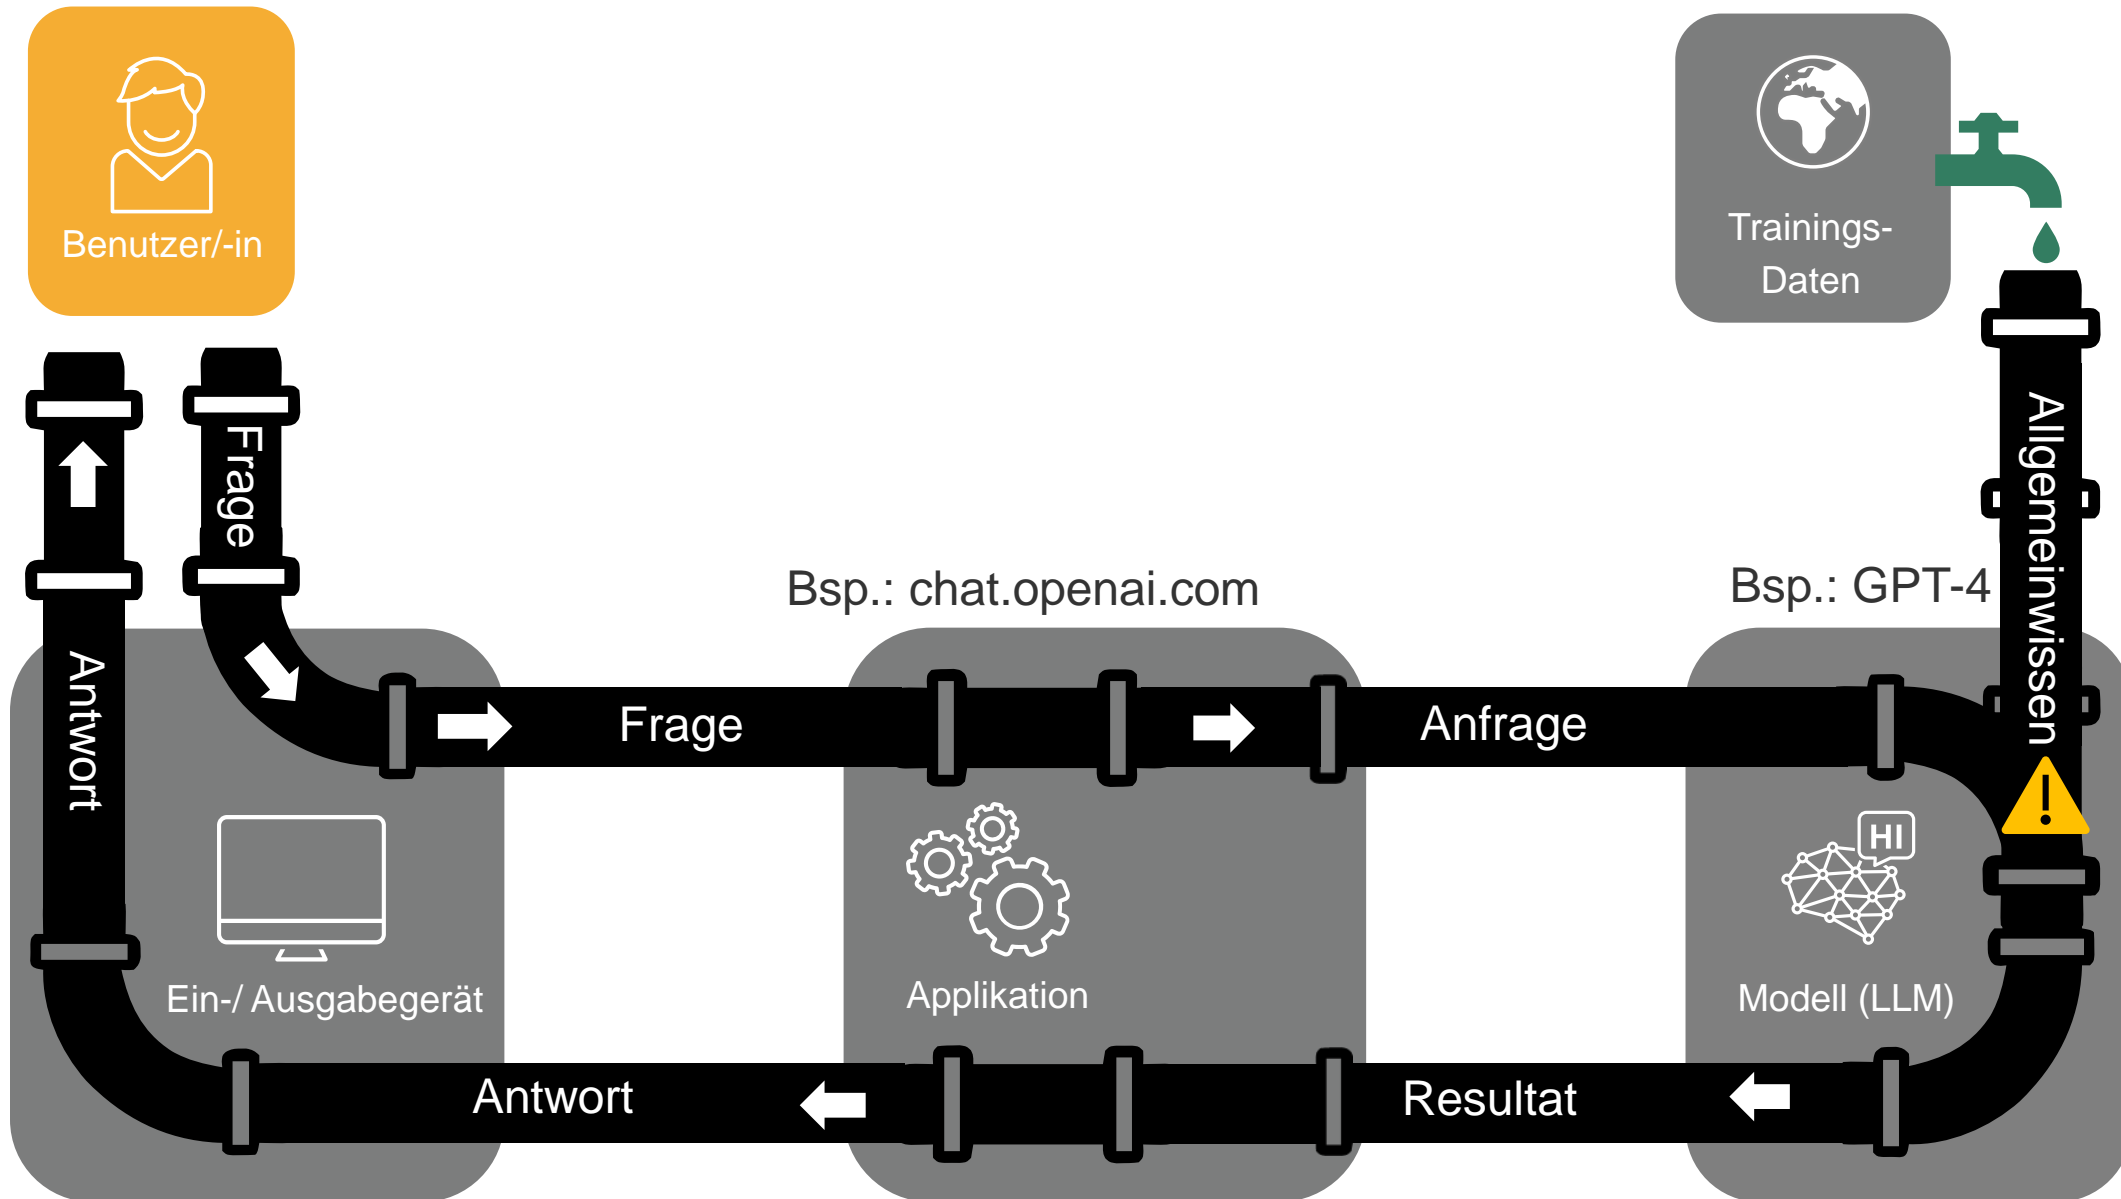 Benutzer/-in
Trainings-
Daten
Frage
Allgemeinwissen
Bsp.: chat.openai.com
Bsp.: GPT-4
Antwort
Frage
Anfrage
HI
Ein-/ Ausgabegerät
Applikation
Modell (LLM)
Antwort
Resultat